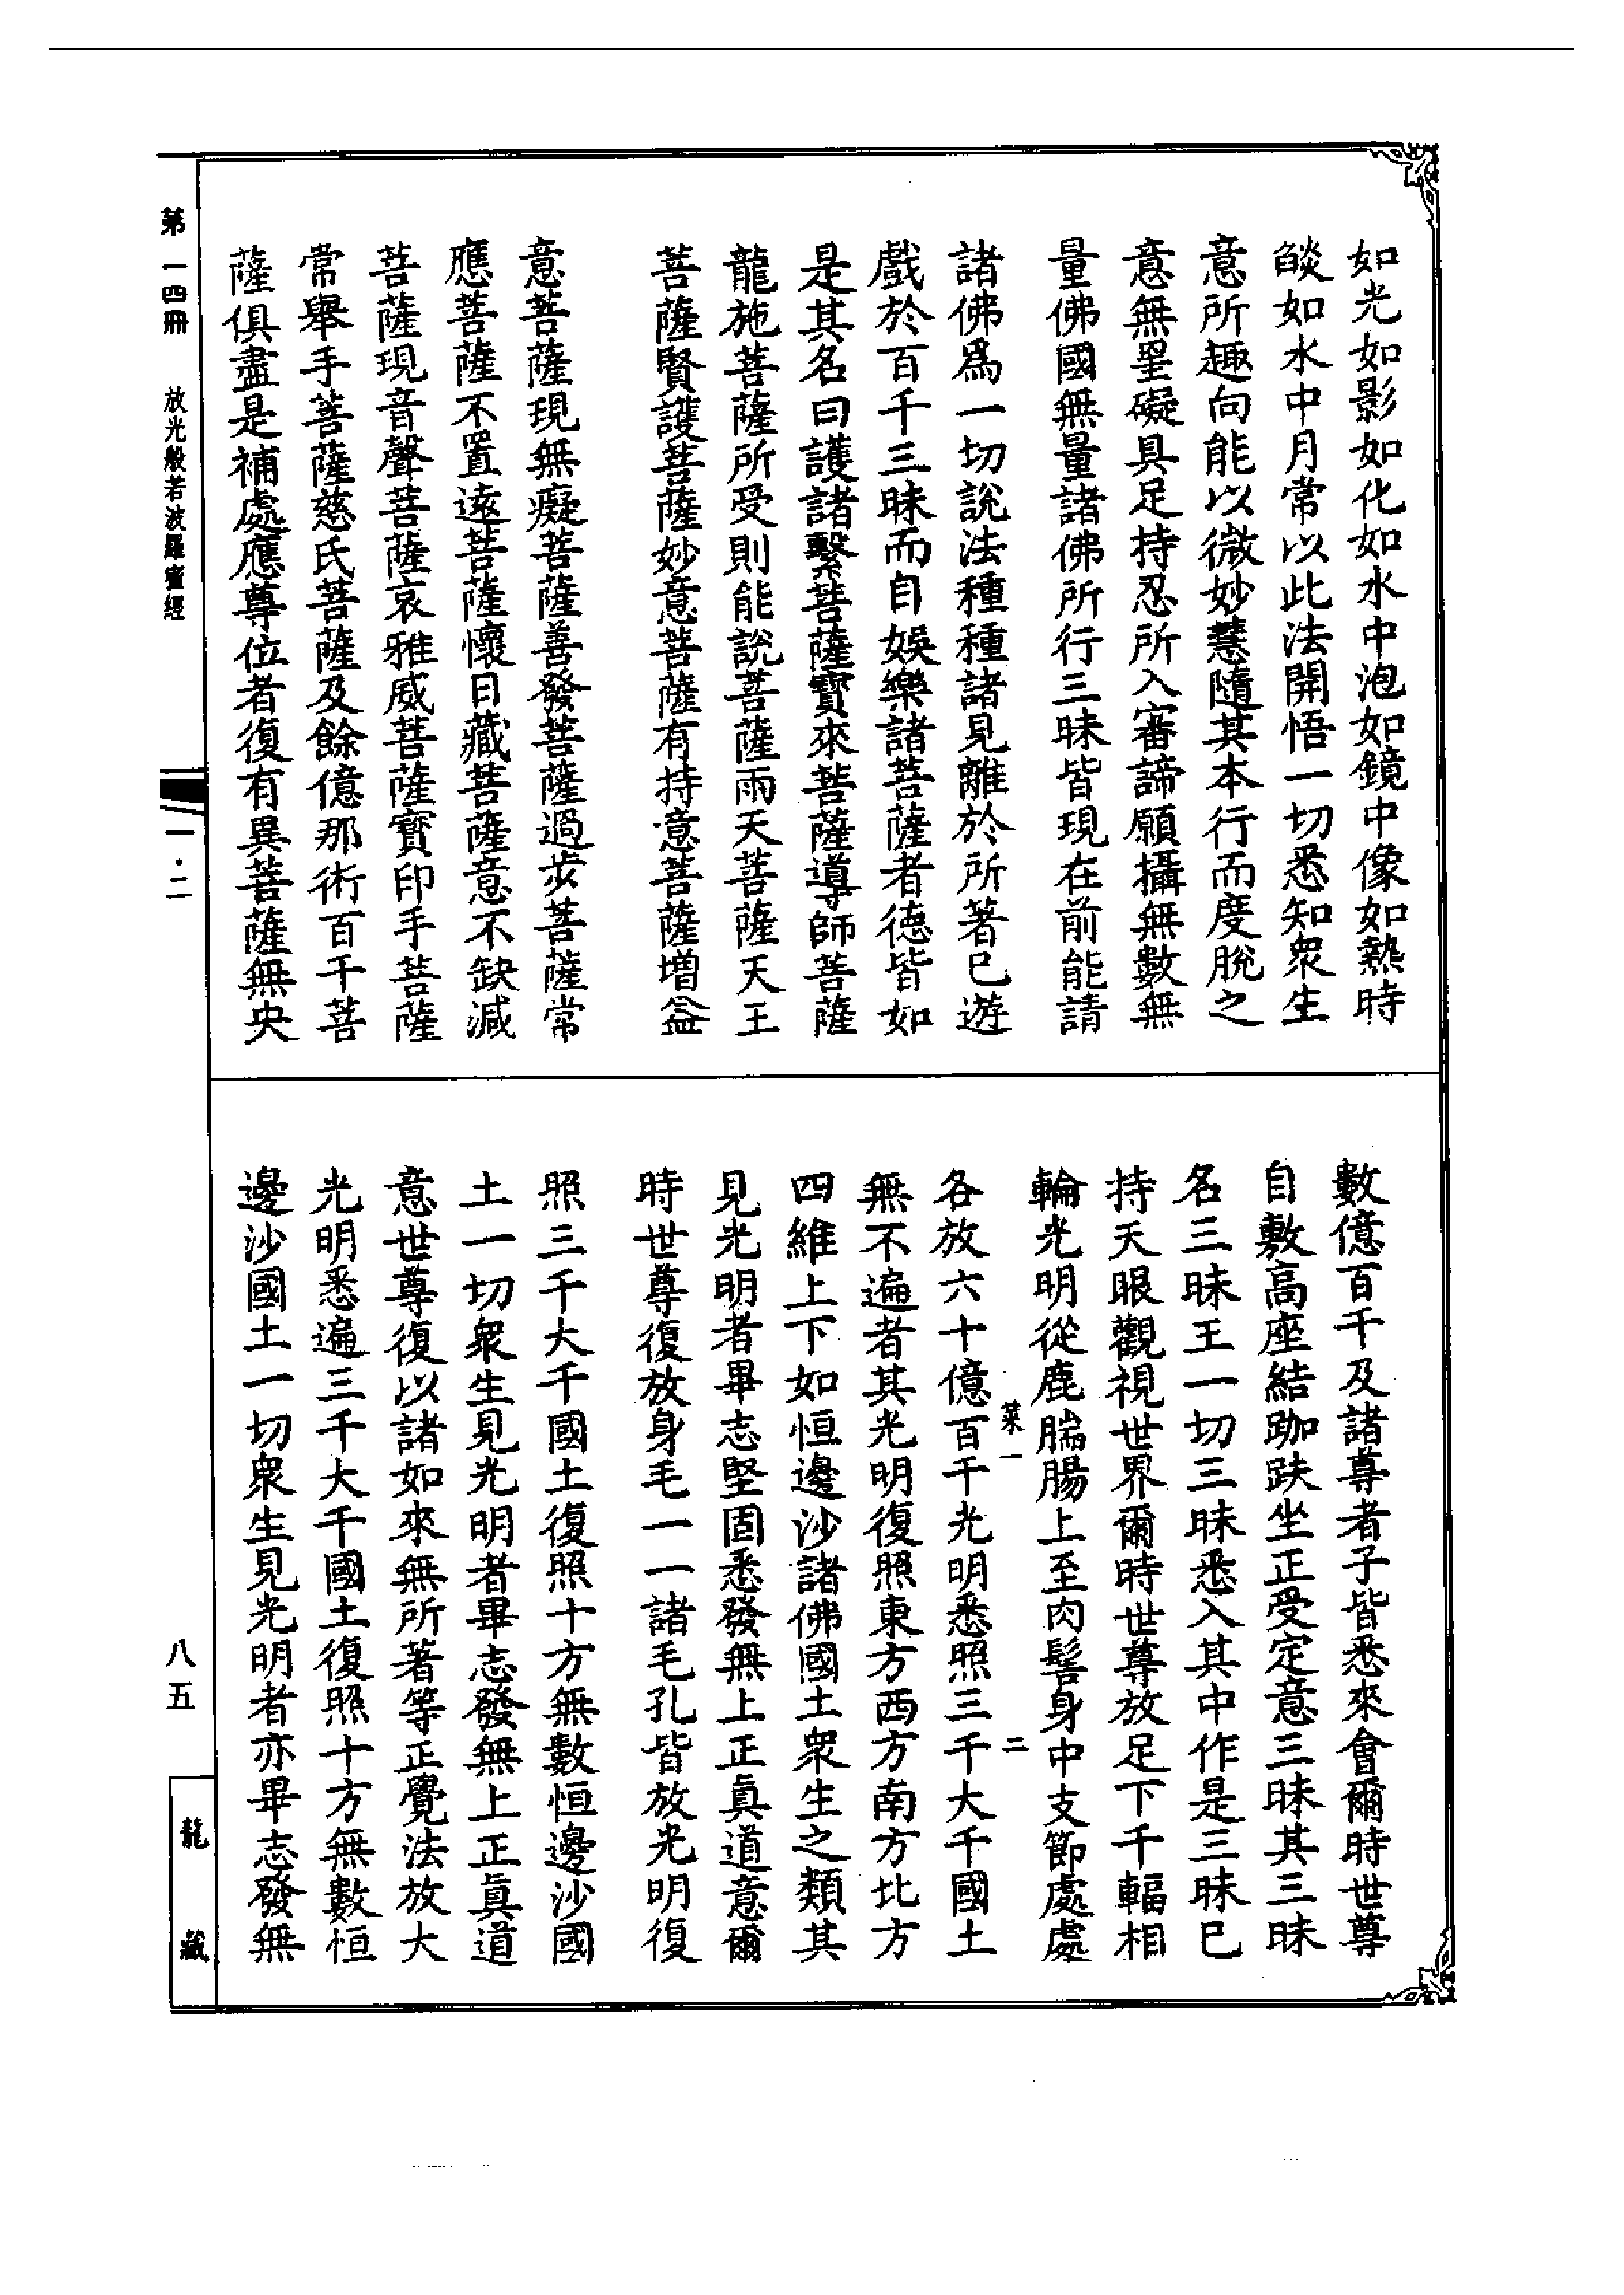 如光如影如化如水中泡如鏡中像如熱時
燄如水中月常以此法開悟一切悉知衆生
意所趣向能以微妙慧隨其本行而度脫之
意無罣礙具足持忍所入審諦願攝無數無
量佛國無量諸佛所行三昧皆現在前能請
諸佛爲一切說法種種諸見離於所著已遊
戲於百千三昧而自娛樂諸菩薩者德皆如
是其名曰護諸繫菩薩寶來菩薩導師菩薩
龍施菩薩所受則能說菩薩雨天菩薩天王
菩薩賢護菩薩妙意菩薩有持意菩薩增益
意菩薩現無癡菩薩善發菩薩過步菩薩常
應菩薩不置遠菩薩懷日藏菩薩意不缺減
菩薩現音聲菩薩哀雅威菩薩寶印手菩薩
常舉手菩薩慈氏菩薩及餘億那術百千菩
薩俱盡是補處應尊位者復有異菩薩無央
數億百千及諸尊者子皆悉來會爾時世尊
自敷高座結跏趺坐正受定意三昧其三昧
名三昧王一切三昧悉入其中作是三昧已
持天眼觀視世界爾時世尊放足下千輻相
輪光明從鹿腨腸上至肉髻身中支節處處
菜一 二
各放六十億百千光明悉照三千大千國土
無不遍者其光明復照東方西方南方北方
四維上下如恒邊沙諸佛國土衆生之類其
見光明者畢志堅固悉發無上正眞道意爾
時世尊復放身毛一一諸毛孔皆放光明復
照三千大千國土復照十方無數恒邊沙國
土一切衆生見光明者畢志發無上正眞道
意世尊復以諸如來無所著等正覺法放大
光明悉遍三千大千國土復照十方無數恒
邊沙國土一切衆生見光明者亦畢志發無
第一四冊 放光般若波羅蜜經
一·二
八五
龍藏